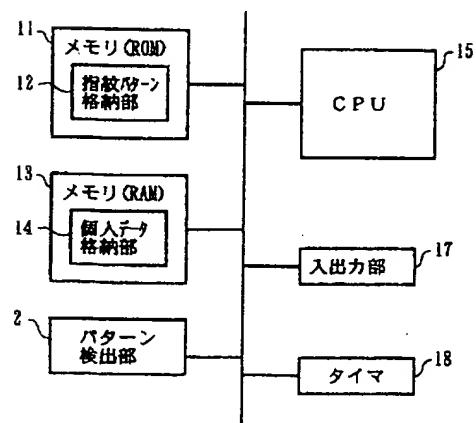 11
メモリ(ROM)
12
指紋パターン
格納部
13
メモリ(RAM)
14
個人データ
格納部
2
パターン
検出部
15
CPU
17
入出力部
18
タイマ